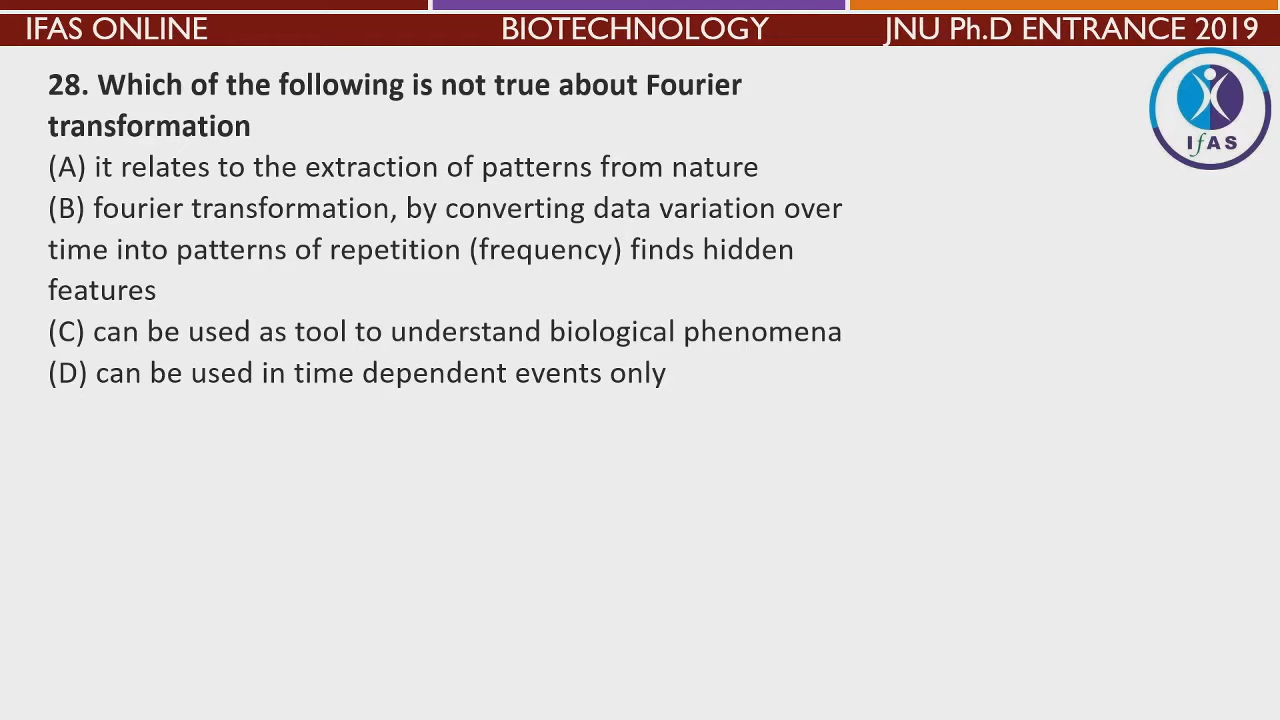 IFAS ONLINE BIOTECHNOLOGY JNU Ph.D ENTRANCE 2019
28. Which of the following is not true about Fourier
transformation
(A) it relates to the extraction of patterns from nature
(B) fourier transformation, by converting data variation over
time into patterns of repetition (frequency) finds hidden
features
(C) can be used as tool to understand biological phenomena
(D) can be used in time dependent events only
IfAS